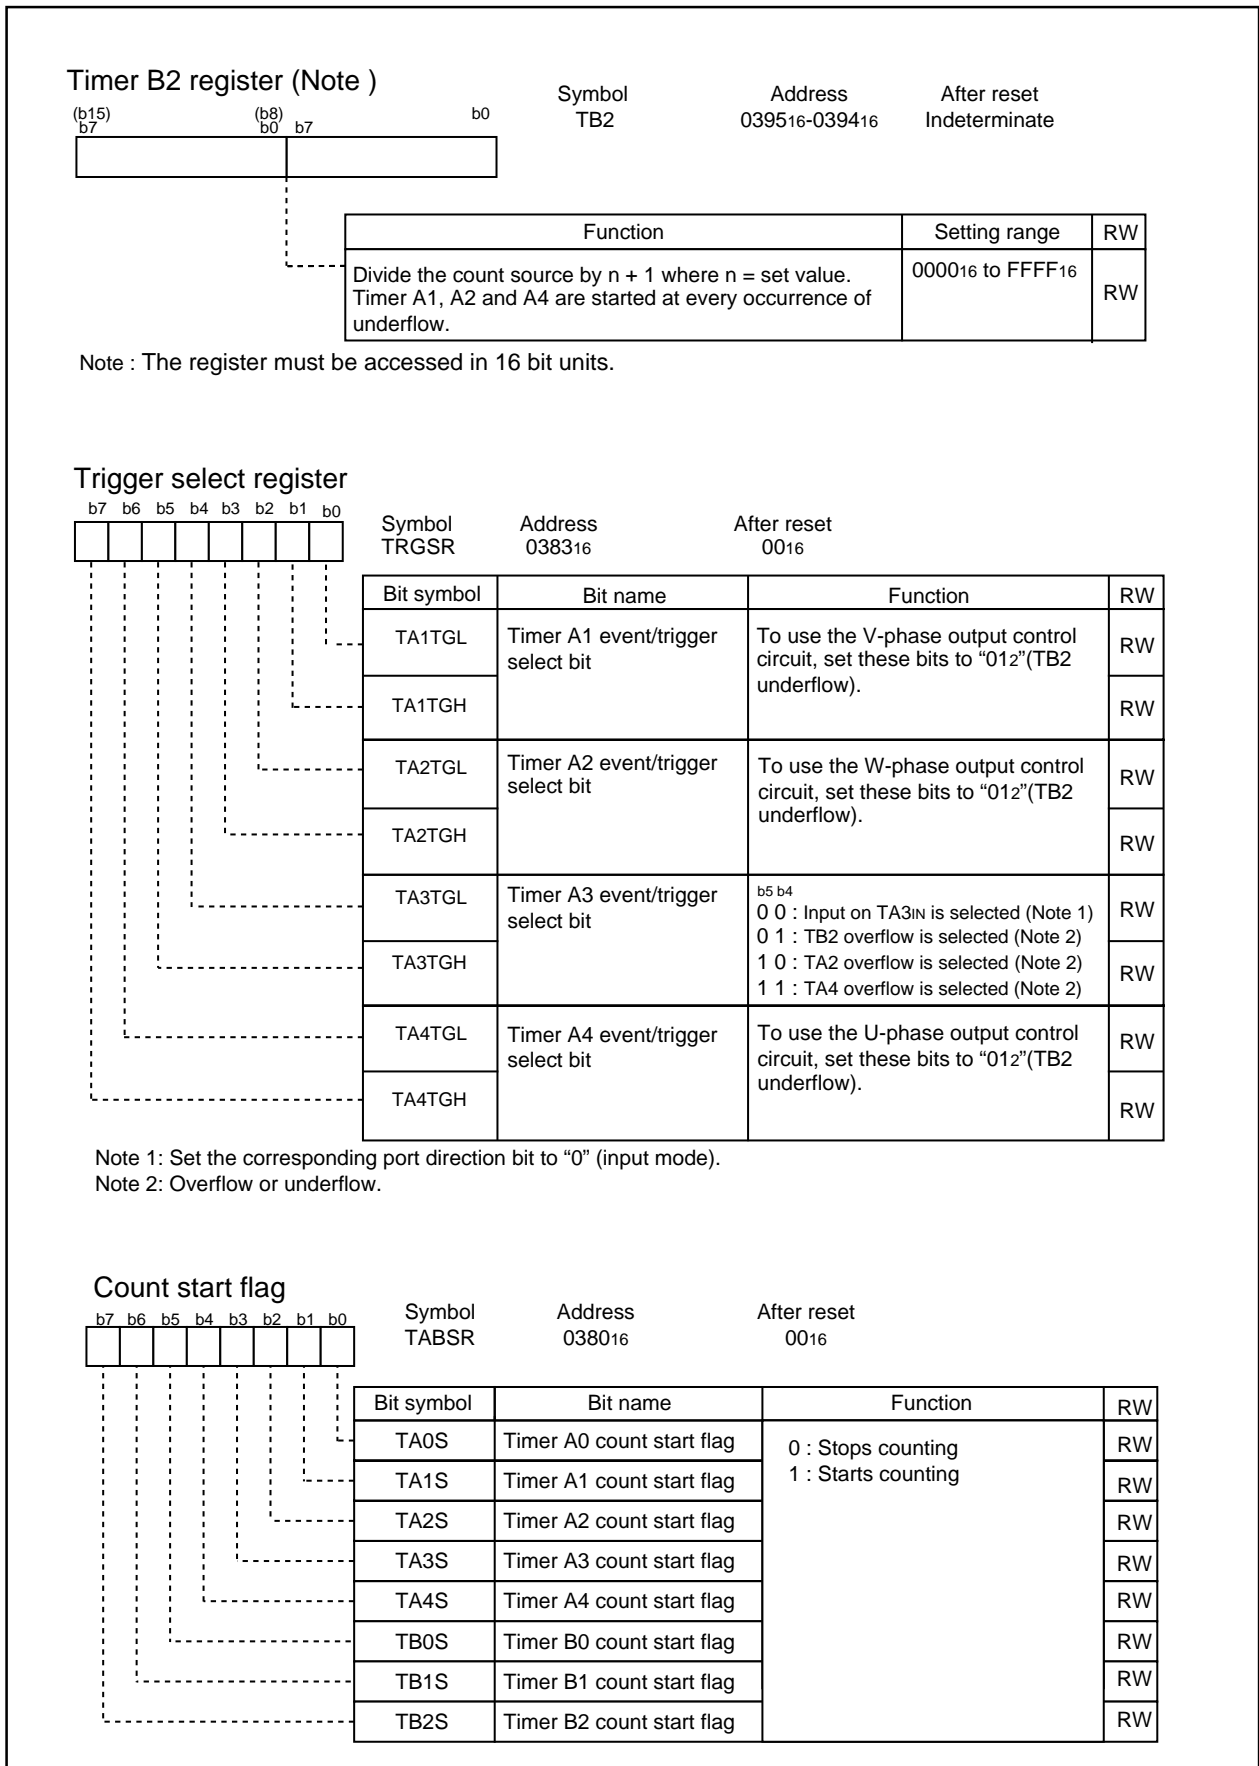 Timer B2 register (Note )
(b15) (b8)
b7 b0 b7 b0
Symbol Address After reset
TB2 039516-039416 Indeterminate
Function Setting range RW
Divide the count source by n + 1 where n = set value. 000016 to FFFF16 RW
Timer A1, A2 and A4 are started at every occurrence of
underflow.
Note : The register must be accessed in 16 bit units.
Trigger select register
b7 b6 b5 b4 b3 b2 b1 b0
Symbol Address After reset
TRGSR 038316 0016
Bit symbol Bit name Function RW
TA1TGL Timer A1 event/trigger To use the V-phase output control RW
select bit circuit, set these bits to “012”(TB2
underflow).
TA1TGH RW
TA2TGL Timer A2 event/trigger To use the W-phase output control RW
select bit circuit, set these bits to “012”(TB2
underflow).
TA2TGH RW
TA3TGL Timer A3 event/trigger b5 b4
select bit 0 0 : Input on TA3IN is selected (Note 1) RW
0 1 : TB2 overflow is selected (Note 2)
TA3TGH 1 0 : TA2 overflow is selected (Note 2) RW
1 1 : TA4 overflow is selected (Note 2)
TA4TGL Timer A4 event/trigger To use the U-phase output control RW
select bit circuit, set these bits to “012”(TB2
underflow).
TA4TGH RW
Note 1: Set the corresponding port direction bit to “0” (input mode).
Note 2: Overflow or underflow.
Count start flag
b7 b6 b5 b4 b3 b2 b1 b0
Symbol Address After reset
TABSR 038016 0016
Bit symbol Bit name Function RW
TA0S Timer A0 count start flag 0 : Stops counting RW
TA1S Timer A1 count start flag 1 : Starts counting RW
TA2S Timer A2 count start flag RW
TA3S Timer A3 count start flag RW
TA4S Timer A4 count start flag RW
TB0S Timer B0 count start flag RW
TB1S Timer B1 count start flag RW
TB2S Timer B2 count start flag RW